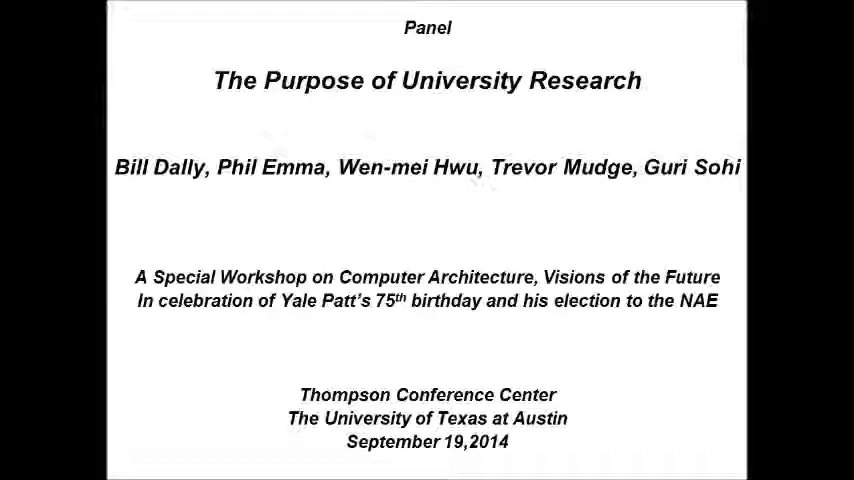 Panel
The Purpose of University Research
Bill Dally, Phil Emma, Wen-mei Hwu, Trevor Mudge, Guri Sohi
A Special Workshop on Computer Architecture, Visions of the Future
In celebration of Yale Patt's 75th birthday and his election to the NAE
Thompson Conference Center
The University of Texas at Austin
September 19,2014